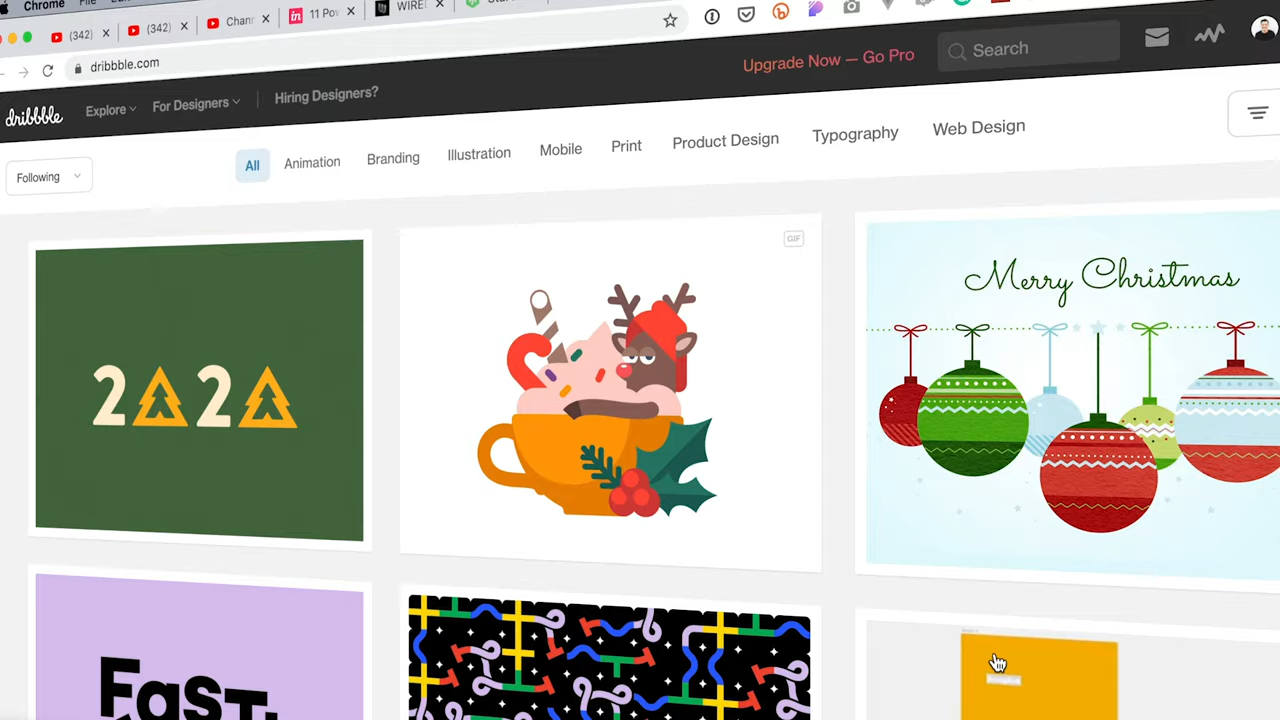 Chrome File
(342) × (342) × Chann × 11 Po × WIRE ×
dribbble.com
dribbble Explore For Designers Hiring Designers? Upgrade Now — Go Pro Search
Following
All Animation Branding Illustration Mobile Print Product Design Typography Web Design
2020
GIF
Merry Christmas
FaST